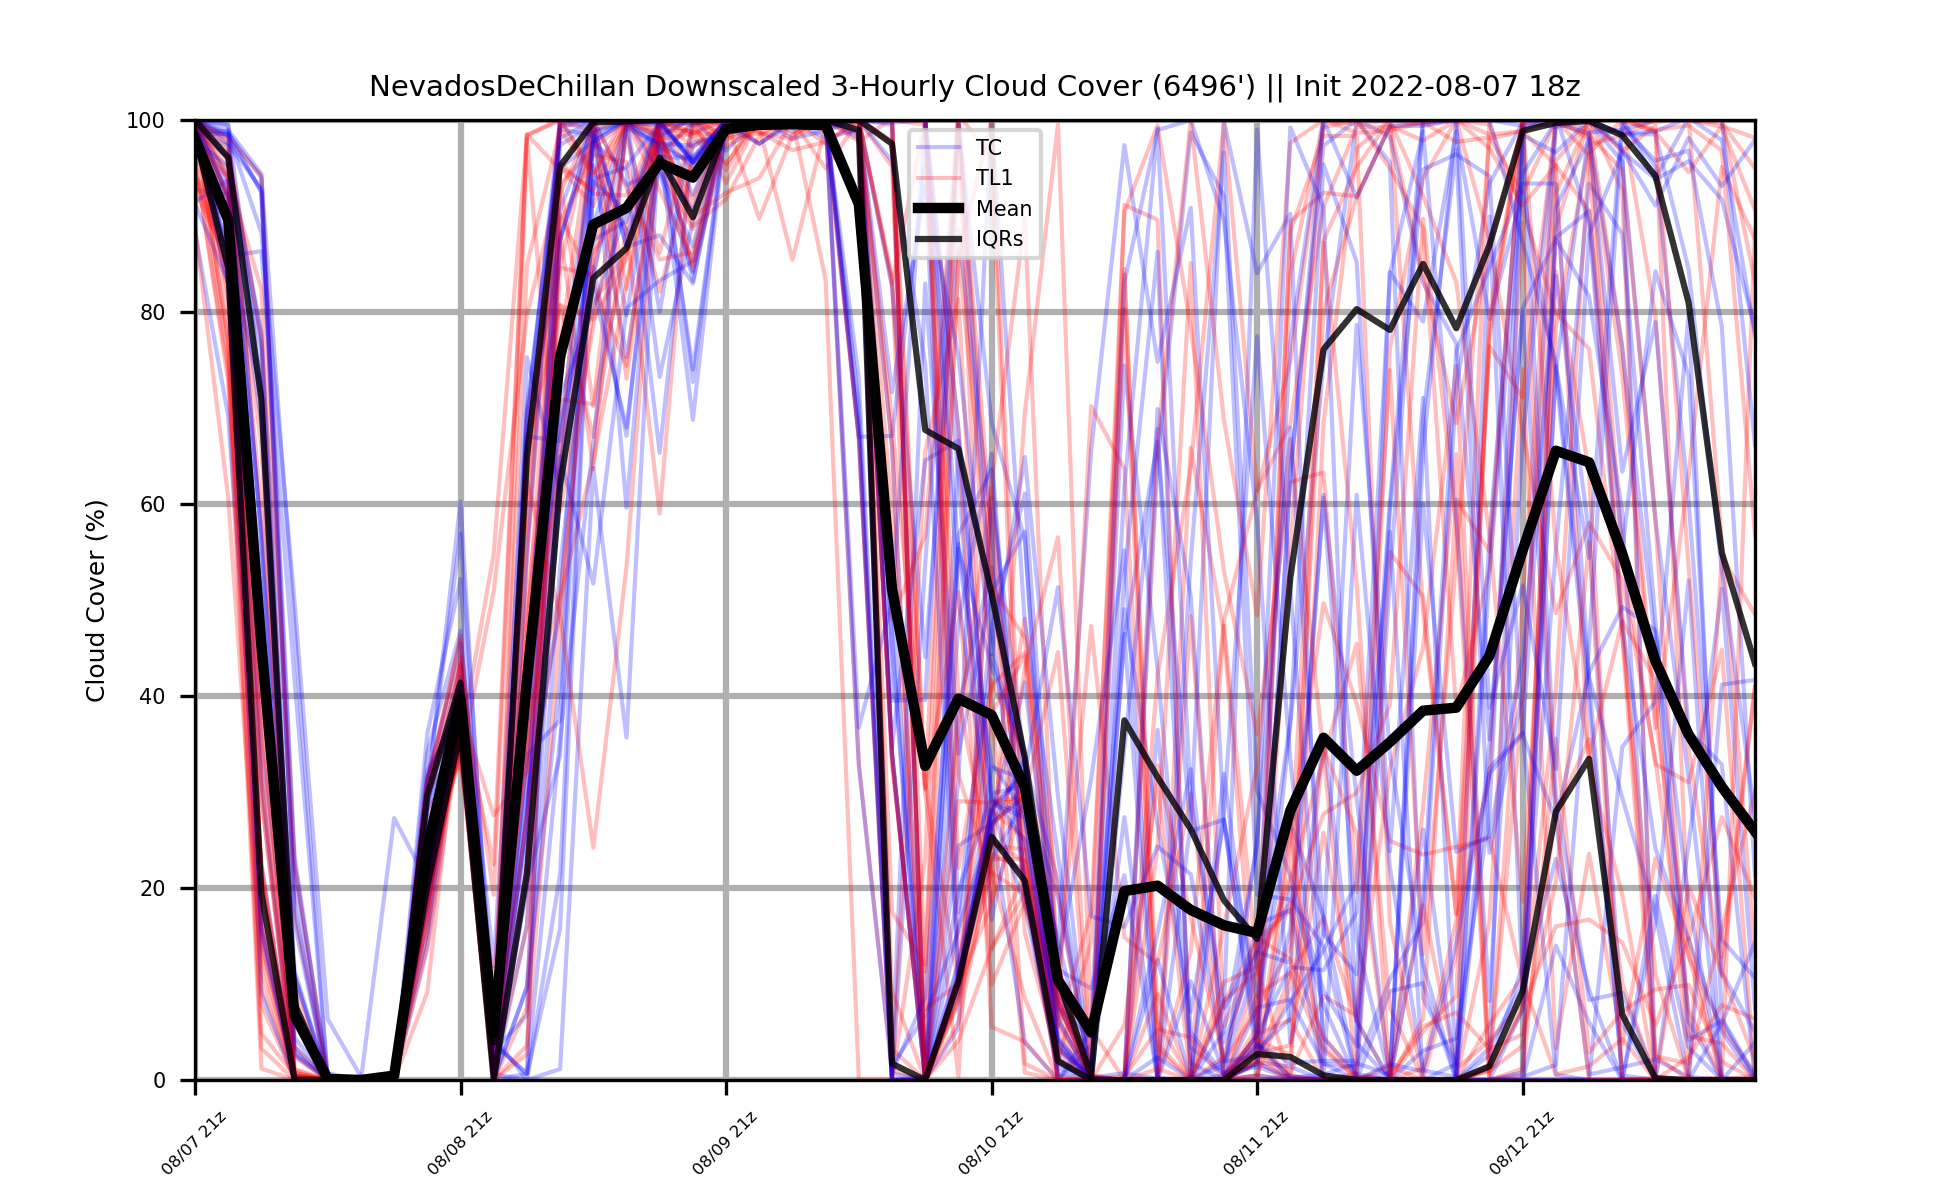 NevadosDeChillan Downscaled 3-Hourly Cloud Cover (6496') || Init 2022-08-07 18z
Cloud Cover (%)
100
80
60
40
20
0
TC
TL1
Mean
IQRs
08/07 21z
08/08 21z
08/09 21z
08/10 21z
08/11 21z
08/12 21z